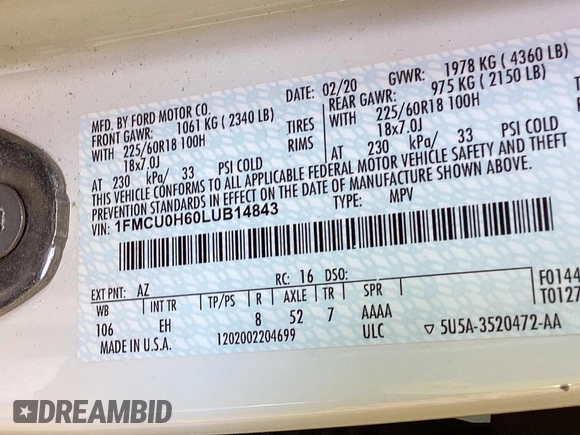 MFD. BY FORD MOTOR CO.
DATE: 02/20 GVWR: 1978 KG ( 4360 LB)
FRONT GAWR: 1061 KG ( 2340 LB)
REAR GAWR: 975 KG ( 2150 LB)
WITH 225/60R18 100H TIRES 225/60R18 100H
18x7.0J RIMS 18x7.0J
AT 230 kPa/ 33 PSI COLD AT 230 kPa/ 33 PSI COLD
THIS VEHICLE CONFORMS TO ALL APPLICABLE FEDERAL MOTOR VEHICLE SAFETY AND THEFT
PREVENTION STANDARDS IN EFFECT ON THE DATE OF MANUFACTURE SHOWN ABOVE.
VIN: 1FMCU0H60LUB14843 TYPE: MPV
EXT PNT: AZ RC: 16 DSO: F0144
WB INT TR TP/PS R AXLE TR SPR T0127
106 EH 8 52 7 AAAA
MADE IN U.S.A. 1202002204699 ULC ▽ 5U5A-3520472-AA
DREAMBID